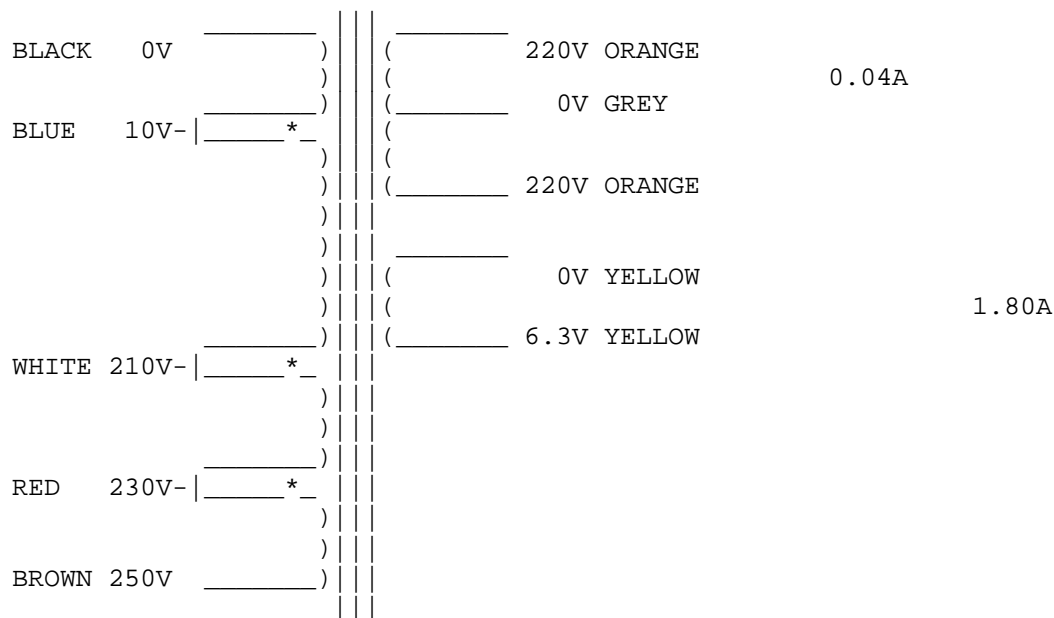 BLACK 0V 220V ORANGE
0.04A
0V GREY
BLUE 10V-
220V ORANGE
0V YELLOW
1.80A
6.3V YELLOW
WHITE 210V-
RED 230V-
BROWN 250V